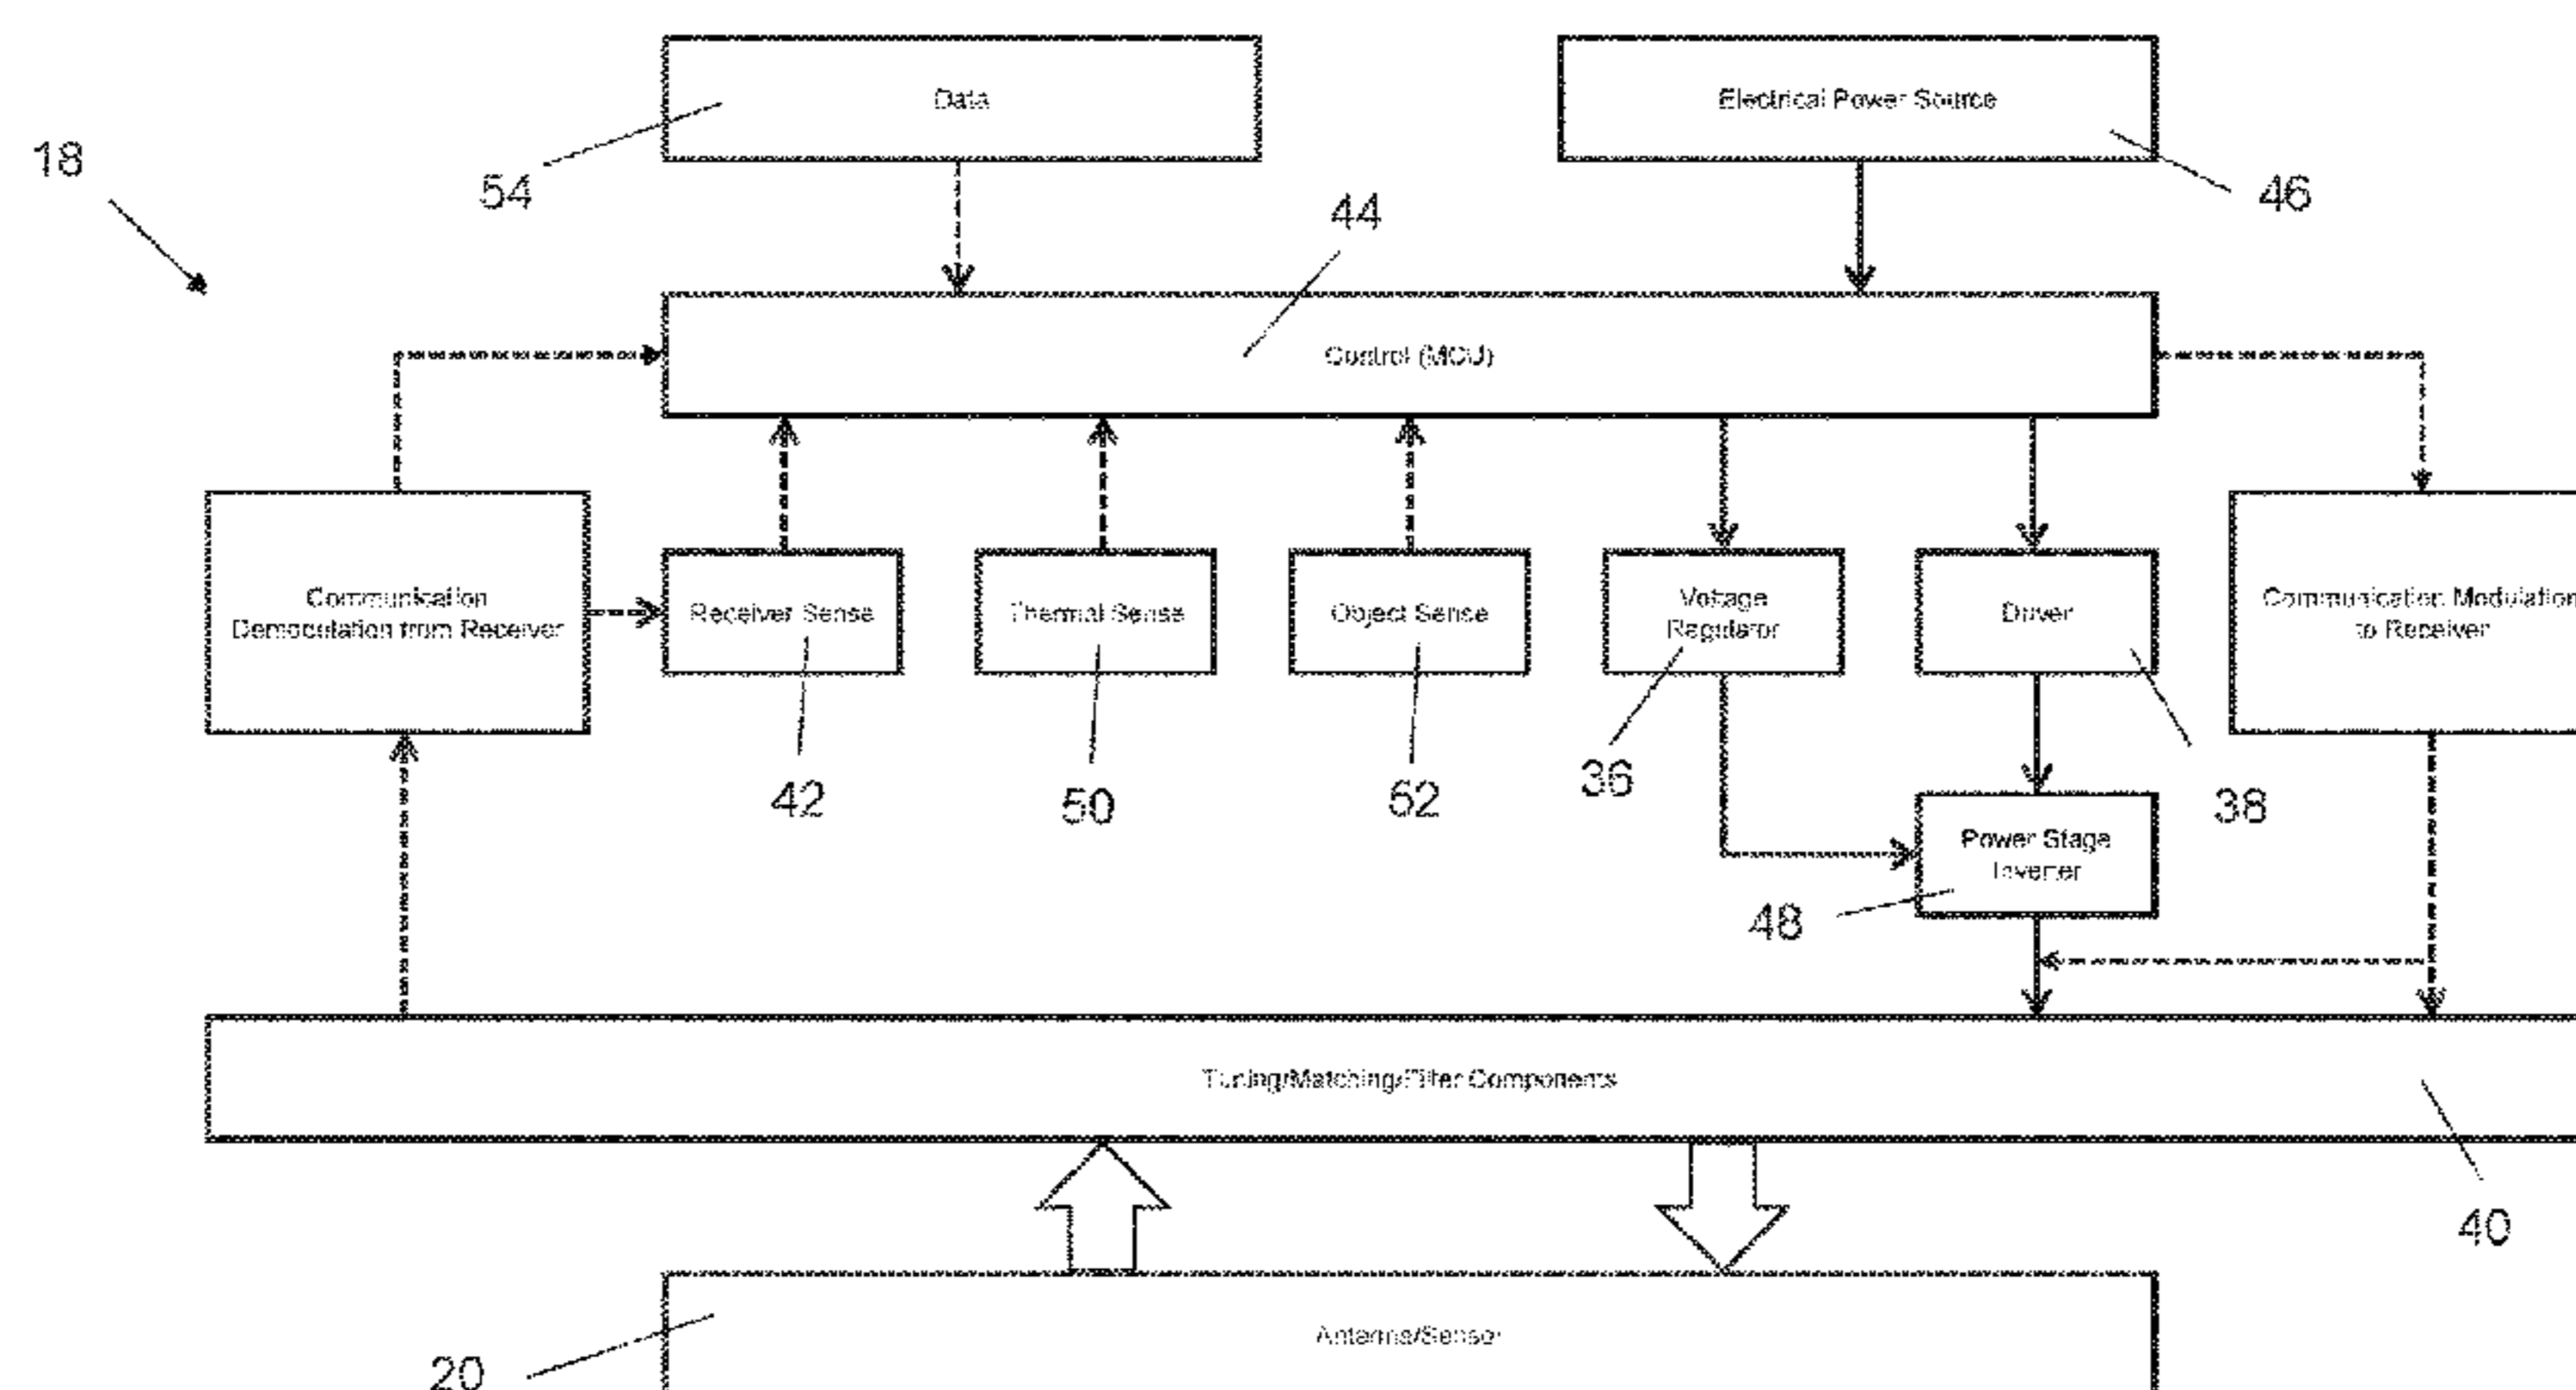 Data
Electrical Power Source
18
54
44
46
Control (MCU)
Communication
Demodulation from Receiver
Receiver Sense
Thermal Sense
Object Sense
Voltage
Regulator
Driver
Communication Modulation
to Receiver
42
50
52
36
38
Power Stage
Inverter
48
Tuning/Matching/Filter Components
40
Antenna/Sensor
20